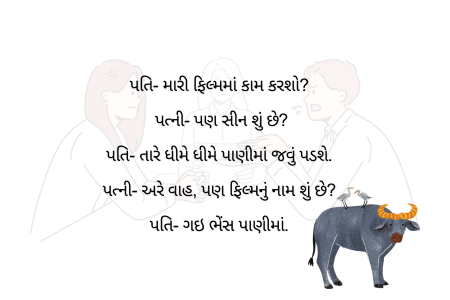 પતિ- મારી ફિલ્મમાં કામ કરશો?
પત્ની- પણ સીન શું છે?
પતિ- તારે ધીમે ધીમે પાણીમાં જવું પડશે.
પત્ની- અરે વાહ, પણ ફિલ્મનું નામ શું છે?
પતિ- ગઇ ભેંસ પાણીમાં.